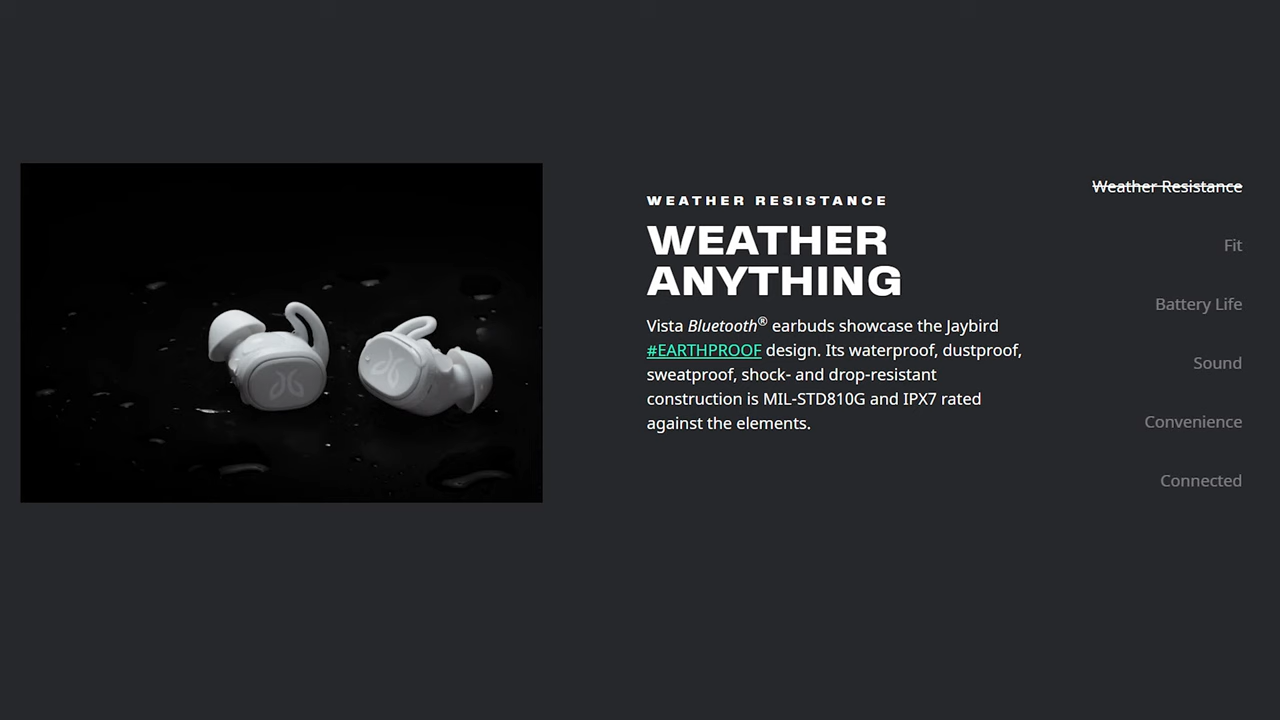 WEATHER RESISTANCE
WEATHER
ANYTHING
Vista Bluetooth® earbuds showcase the Jaybird
#EARTHPROOF design. Its waterproof, dustproof,
sweatproof, shock- and drop-resistant
construction is MIL-STD810G and IPX7 rated
against the elements.
Weather Resistance
Fit
Battery Life
Sound
Convenience
Connected